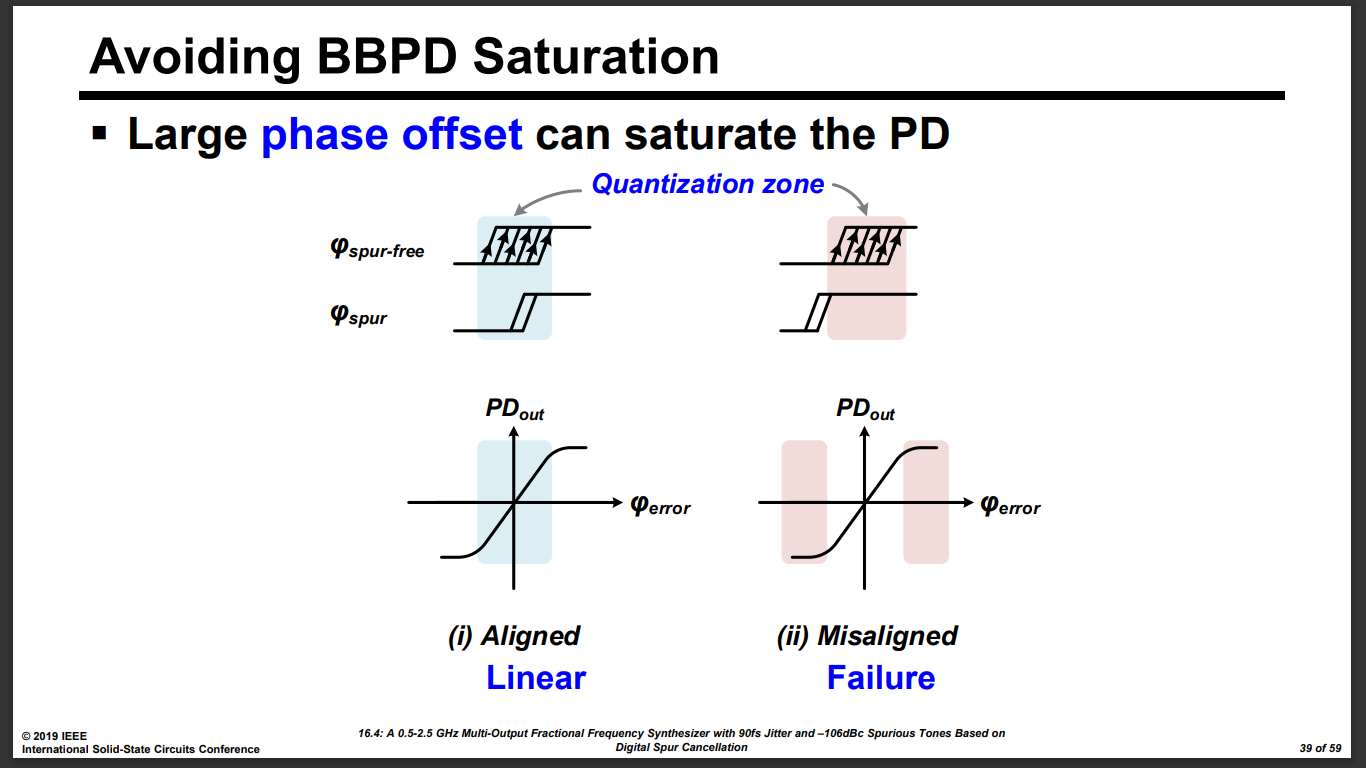 Avoiding BBPD Saturation
▪ Large phase offset can saturate the PD
Quantization zone
φspur-free
φspur
PDout
φerror
PDout
φerror
(i) Aligned
(ii) Misaligned
Linear
Failure
© 2019 IEEE
International Solid-State Circuits Conference
16.4: A 0.5-2.5 GHz Multi-Output Fractional Frequency Synthesizer with 90fs Jitter and –106dBc Spurious Tones Based on
Digital Spur Cancellation
39 of 59